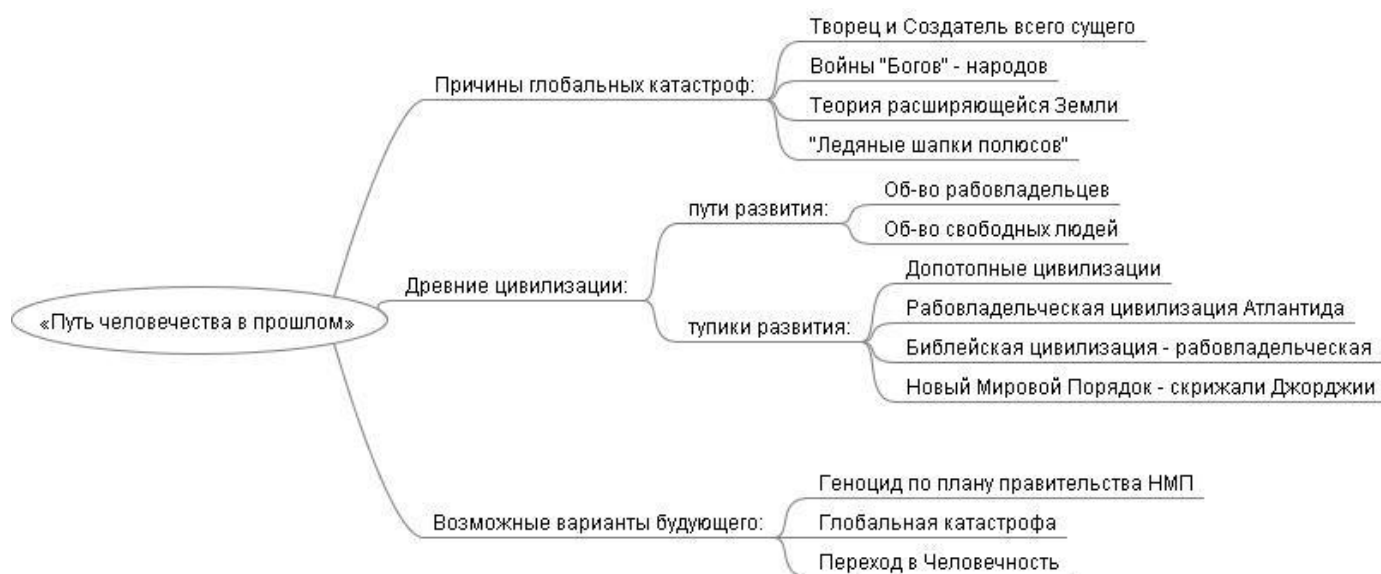 Творец и Создатель всего сущего
Войны "Богов" - народов
Причины глобальных катастроф:
Теория расширяющейся Земли
"Ледяные шапки полюсов"
Об-во рабовладельцев
пути развития:
Об-во свободных людей
Допотопные цивилизации
Древние цивилизации:
Рабовладельческая цивилизация Атлантида
«Путь человечества в прошлом»
тупики развития:
Библейская цивилизация - рабовладельческая
Новый Мировой Порядок - скрижали Джорджии
Геноцид по плану правительства НМП
Возможные варианты будующего:
Глобальная катастрофа
Переход в Человечность